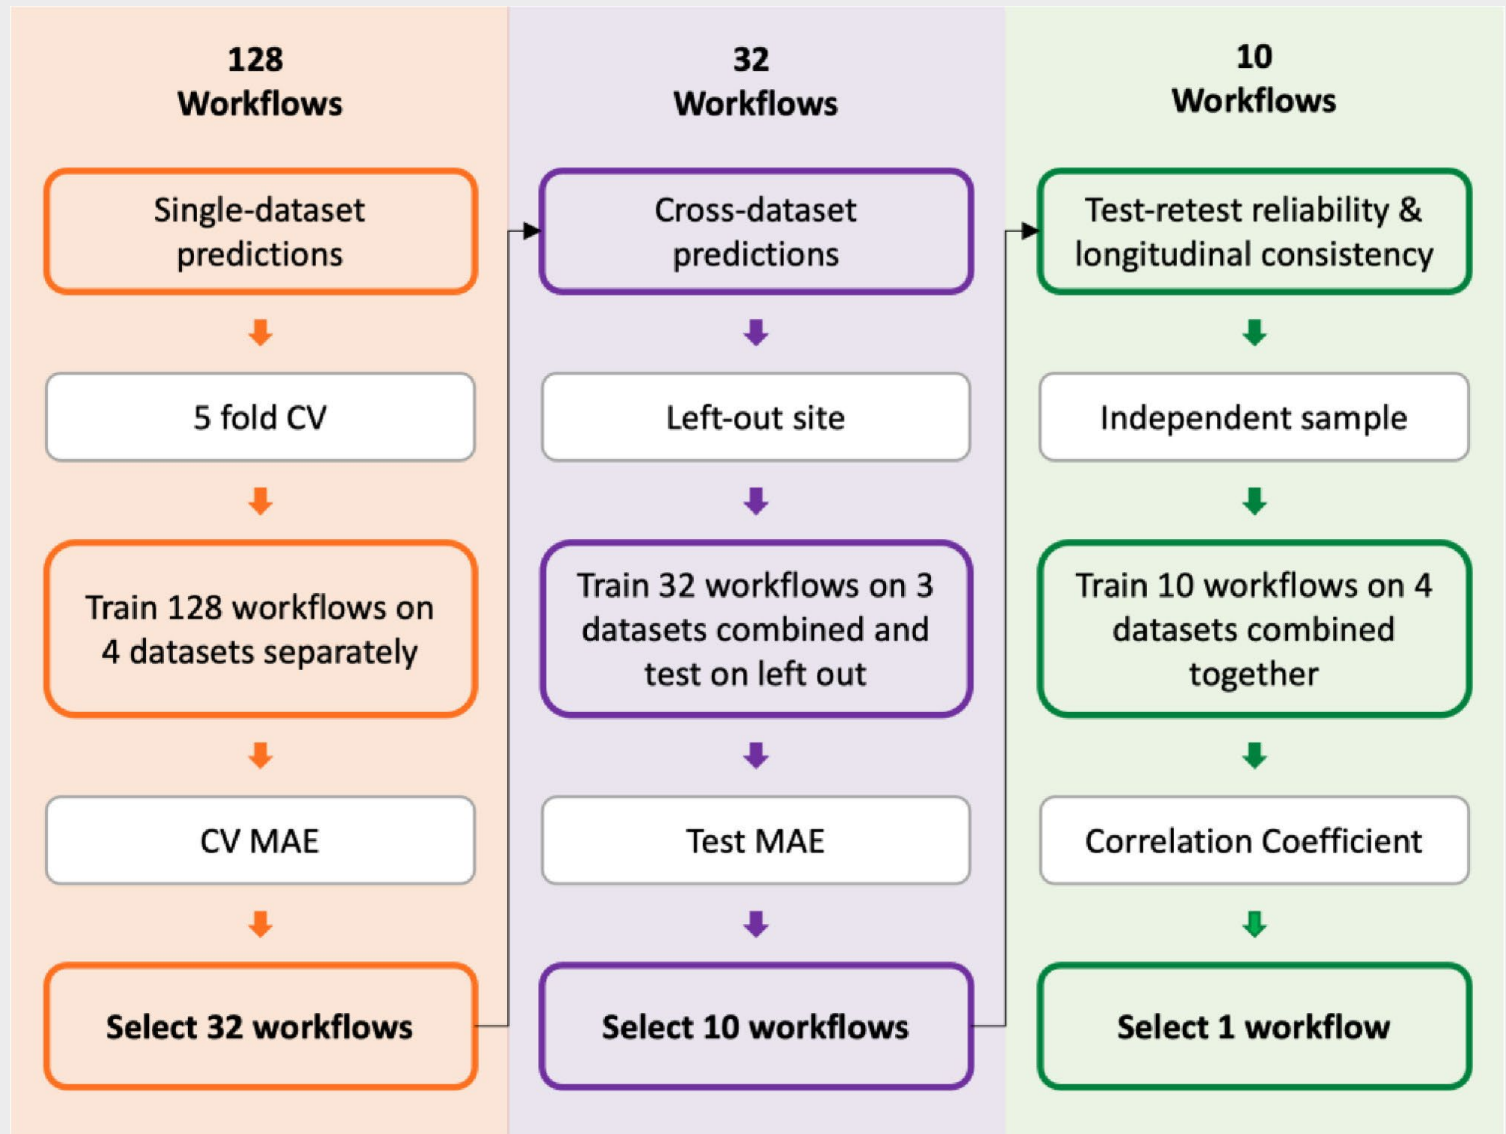 128
Workflows
Single-dataset
predictions
5 fold CV
Train 128 workflows on
4 datasets separately
CV MAE
Select 32 workflows
32
Workflows
Cross-dataset
predictions
Left-out site
Train 32 workflows on 3
datasets combined and
test on left out
Test MAE
Select 10 workflows
10
Workflows
Test-retest reliability &
longitudinal consistency
Independent sample
Train 10 workflows on 4
datasets combined
together
Correlation Coefficient
Select 1 workflow